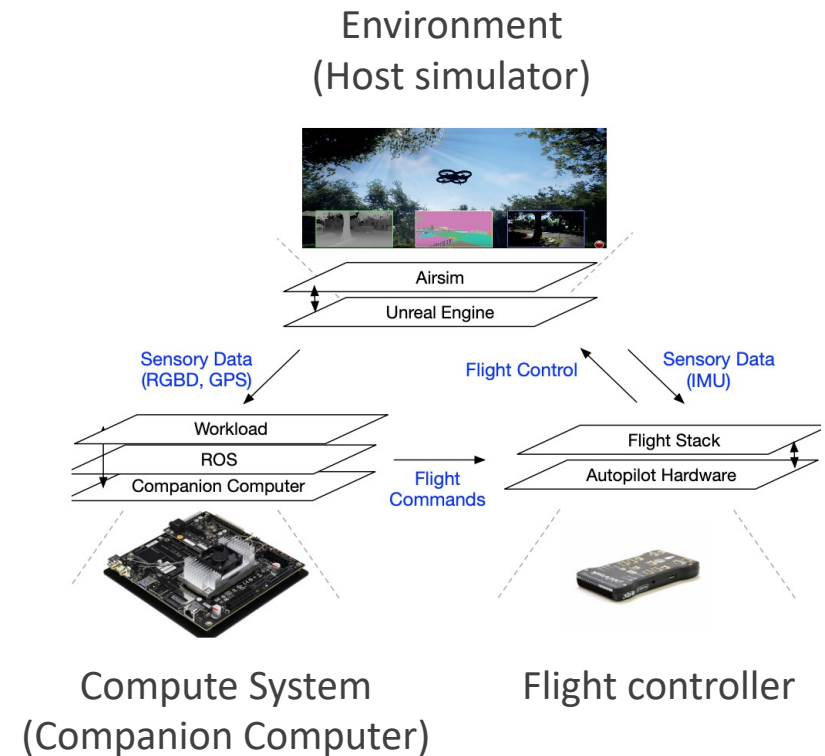 Environment
(Host simulator)
Airsim
Unreal Engine
Sensory Data
(RGBD, GPS)
Flight Control
Sensory Data
(IMU)
Workload
ROS
Companion Computer
Flight
Commands
Flight Stack
Autopilot Hardware
Compute System
(Companion Computer)
Flight controller